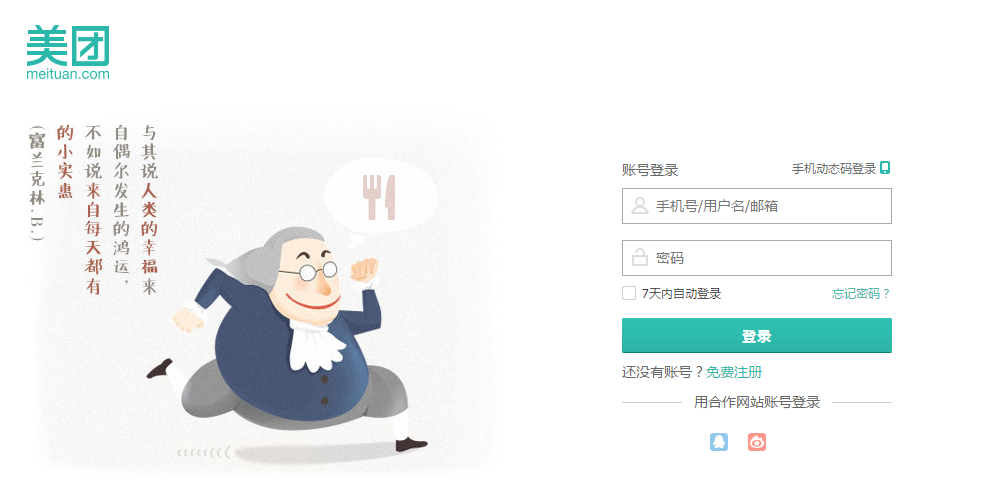 美团
meituan.com
与其说人类的幸福来
自偶尔发生的鸿运，
不如说来自每天都有
的小实惠
(富兰克林.B.)
账号登录
手机动态码登录
手机号/用户名/邮箱
密码
7天内自动登录
忘记密码？
登录
还没有账号？免费注册
用合作网站账号登录